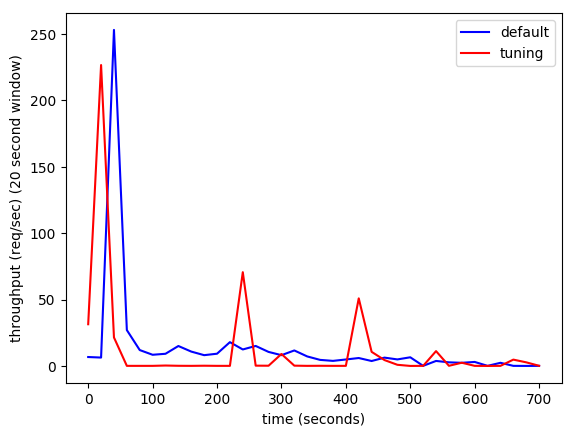 default
tuning
250
200
150
100
50
0
throughput (req/sec) (20 second window)
0 100 200 300 400 500 600 700
time (seconds)